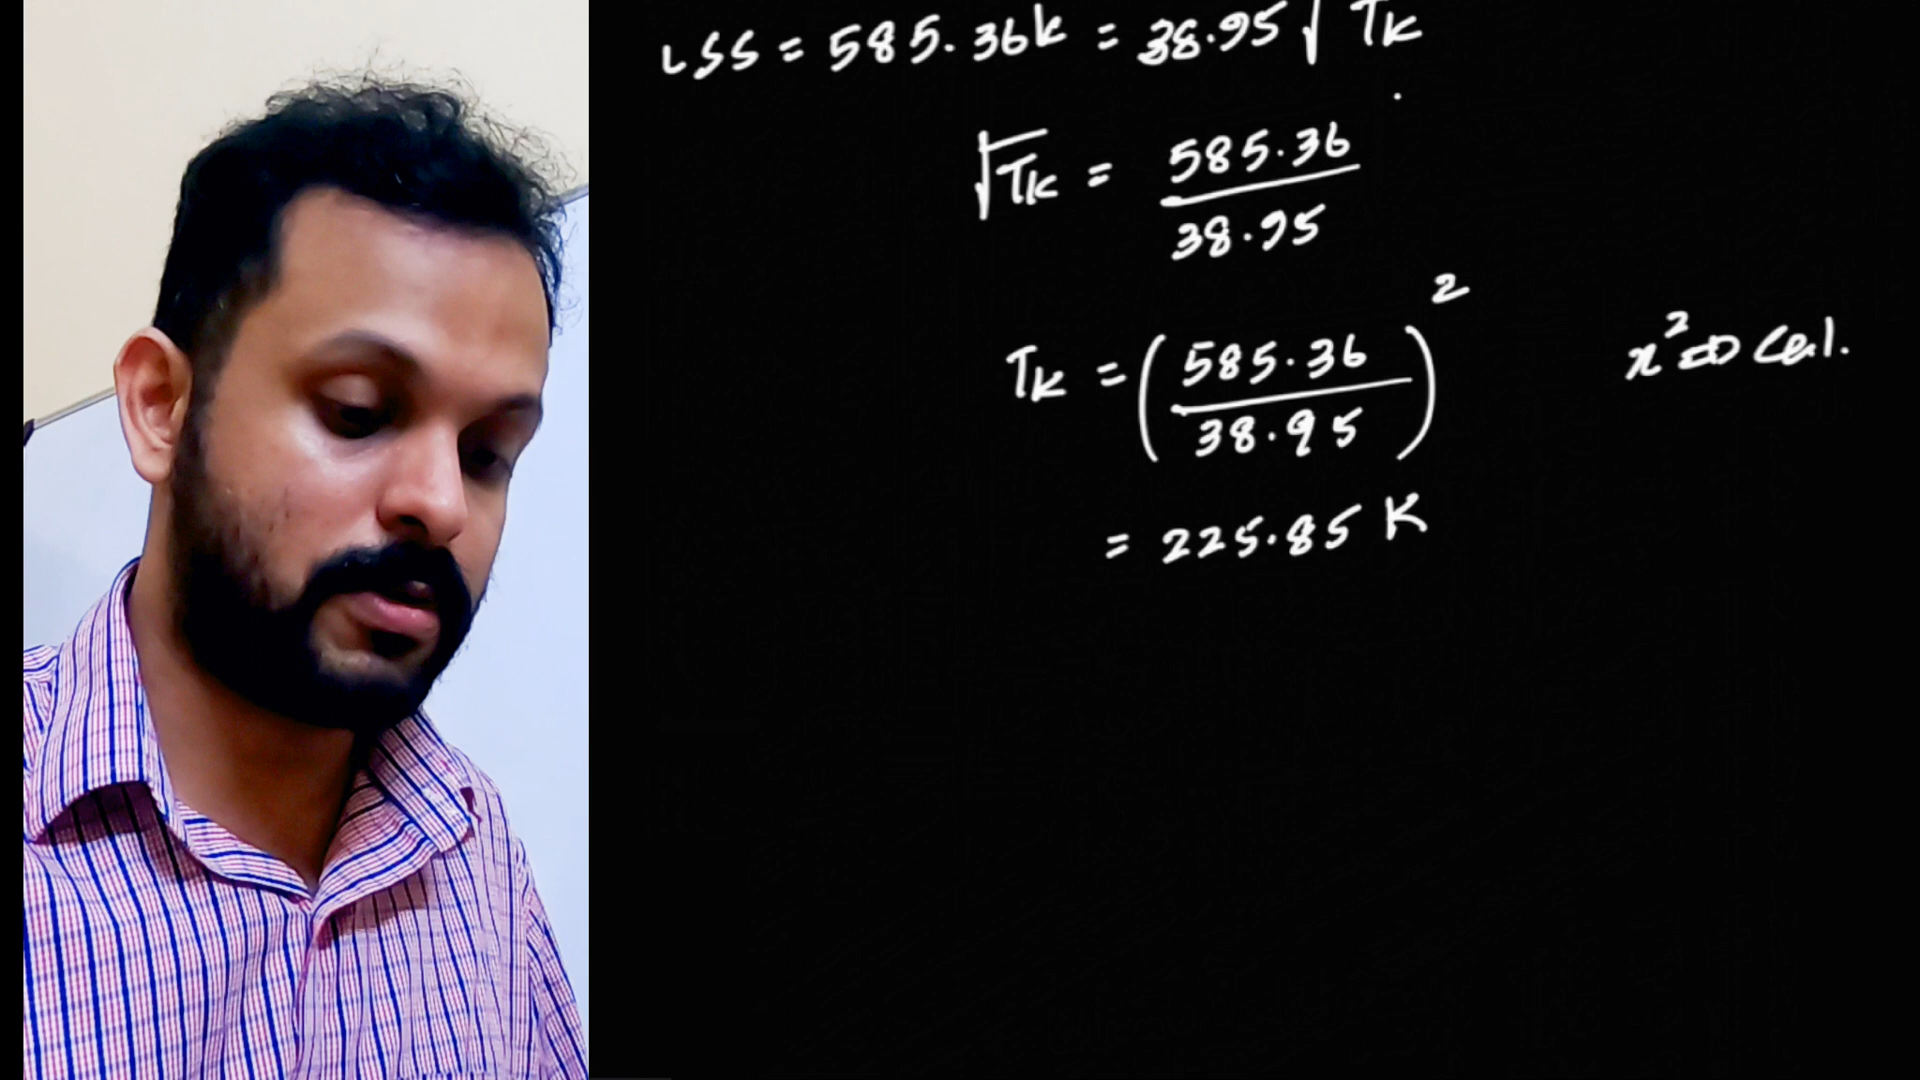 LSS = 585.36k = 38.95 √TK
√TK = 585.36 / 38.95
TK = (585.36 / 38.95)²
x² ⇒ Cal.
= 225.85 K